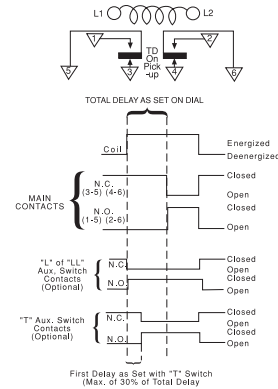 L1 L2
1 2
TD
On
Pick
-up
5 3 4 6
TOTAL DELAY AS SET ON DIAL
Coil
Energized
Deenergized
MAIN
CONTACTS
N.C.
(3-5) (4-6)
Closed
Open
N.O.
(1-5) (2-6)
Closed
Open
"L" of "LL"
Aux. Switch
Contacts
(Optional)
N.C.
Closed
Open
N.O.
Closed
Open
"T" Aux. Switch
Contacts
(Optional)
N.C.
Closed
Open
N.O.
Closed
Open
First Delay as Set with "T" Switch
(Max. of 30% of Total Delay